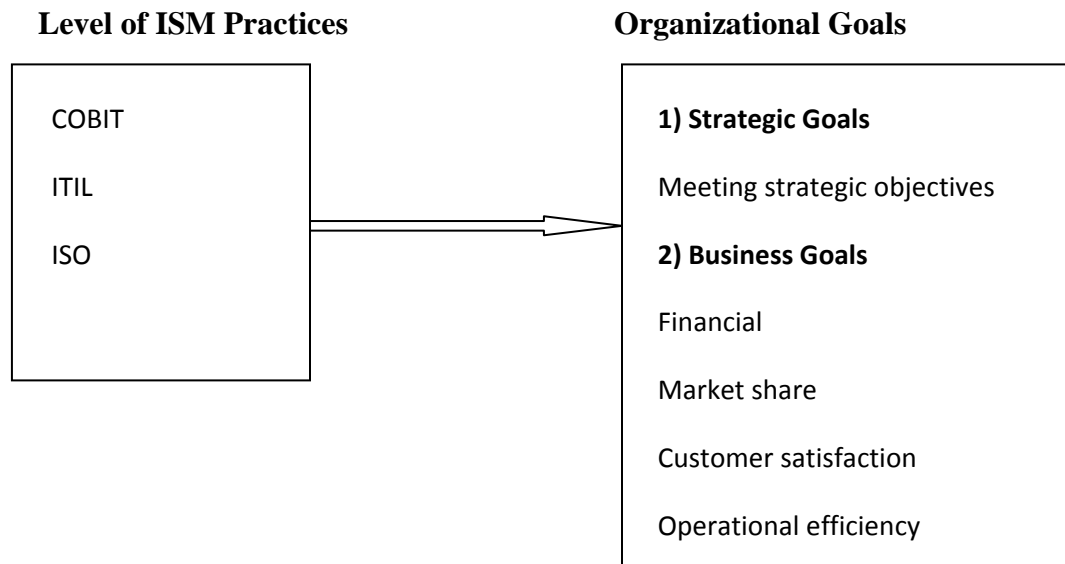 Level of ISM Practices
COBIT
ITIL
ISO
Organizational Goals
1) Strategic Goals
Meeting strategic objectives
2) Business Goals
Financial
Market share
Customer satisfaction
Operational efficiency